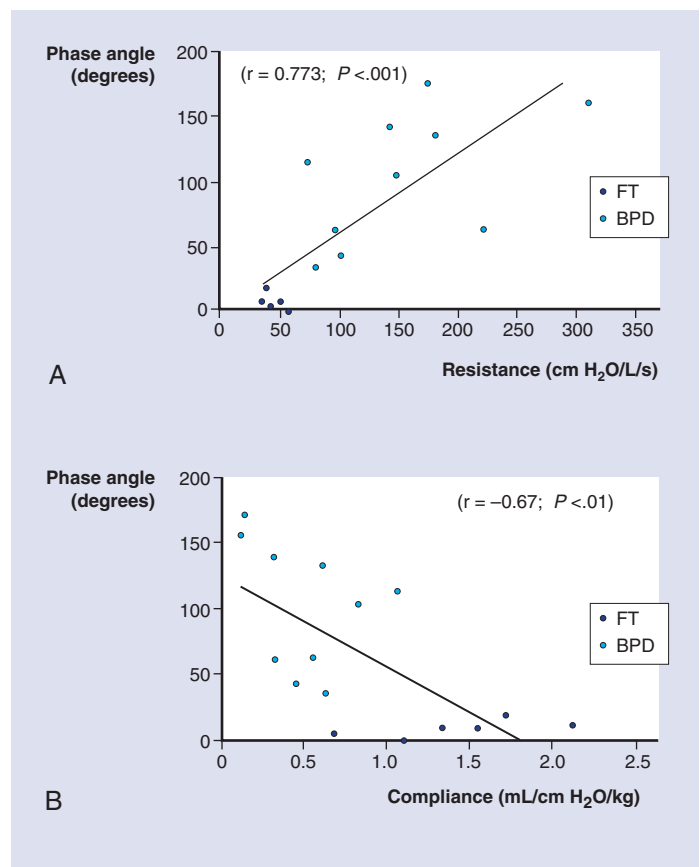 Phase angle
(degrees)
200
150
100
50
0
(r = 0.773; P <.001)
FT
BPD
0 50 100 150 200 250 300 350
A
Resistance (cm H₂O/L/s)
Phase angle
(degrees)
200
150
100
50
0
(r = –0.67; P <.01)
FT
BPD
0 0.5 1.0 1.5 2.0 2.5
B
Compliance (mL/cm H₂O/kg)